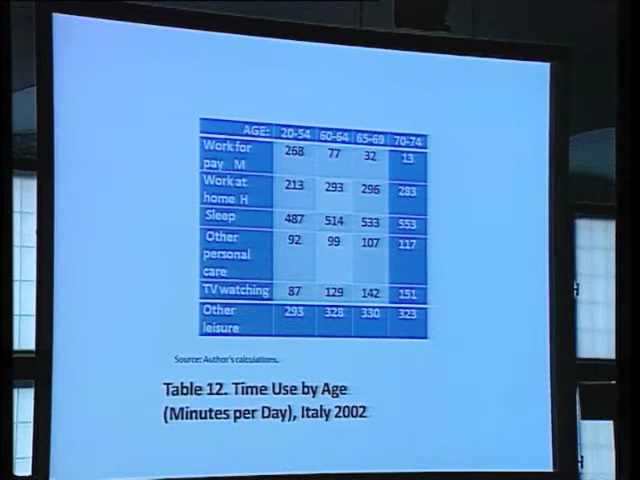 AGE: 20-54 60-64 65-69 70-74
Work for pay M 268 77 32 13
Work at home H 213 293 296 283
Sleep 487 514 533 553
Other personal care 92 99 107 117
TV watching 87 129 142 151
Other leisure 293 328 330 323
Source: Author's calculations.
Table 12. Time Use by Age
(Minutes per Day), Italy 2002
H
H